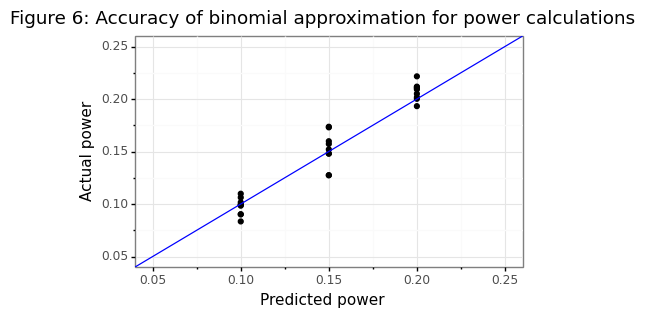 Figure 6: Accuracy of binomial approximation for power calculations
0.25
0.20
0.15
0.10
0.05
Actual power
0.05 0.10 0.15 0.20 0.25
Predicted power